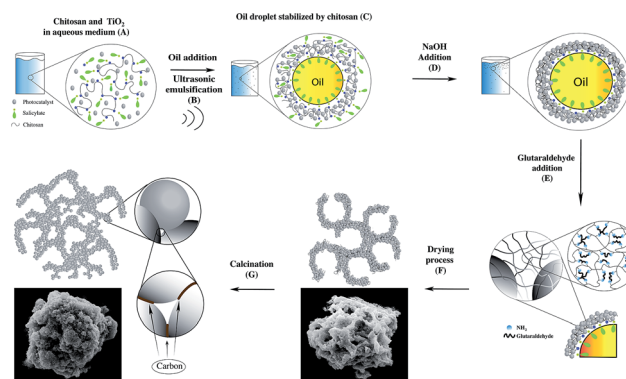 Chitosan and TiO2
in aqueous medium (A)
Oil addition
Ultrasonic
emulsification
(B)
Oil droplet stabilized by chitosan (C)
Oil
NaOH
Addition
(D)
Oil
Photocatalyst
Salicylate
Chitosan
Glutaraldehyde
addition
(E)
NH2
Glutaraldehyde
Drying
process
(F)
Calcination
(G)
Carbon